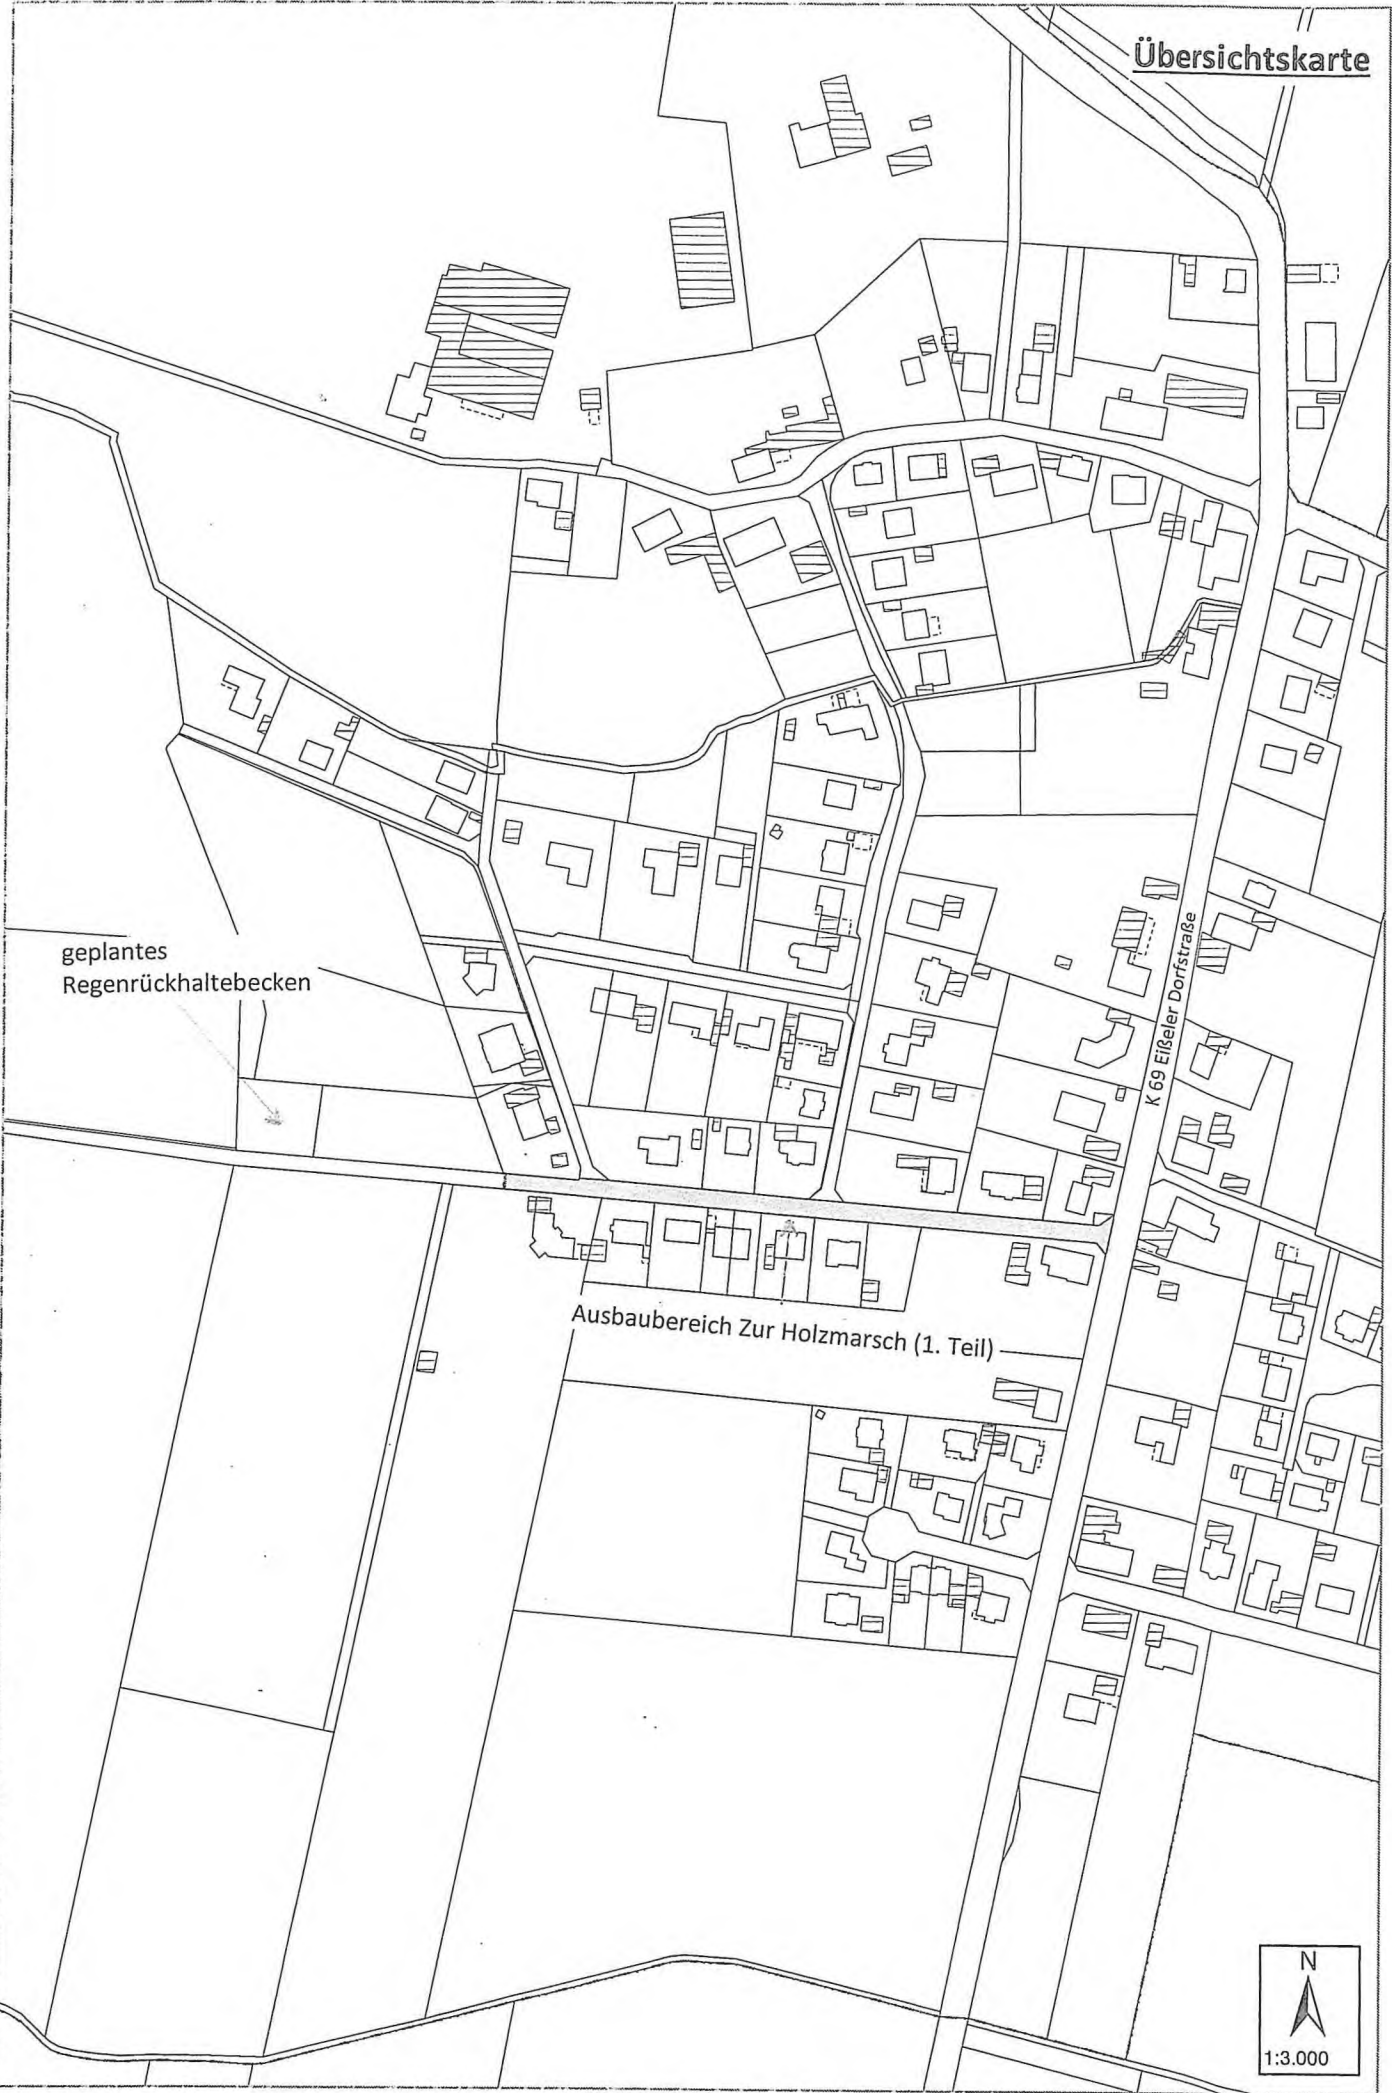 Übersichtskarte
geplantes
Regenrückhaltebecken
K 69 Eißeler Dorfstraße
Ausbaubereich Zur Holzmarsch (1. Teil)
N
1:3.000